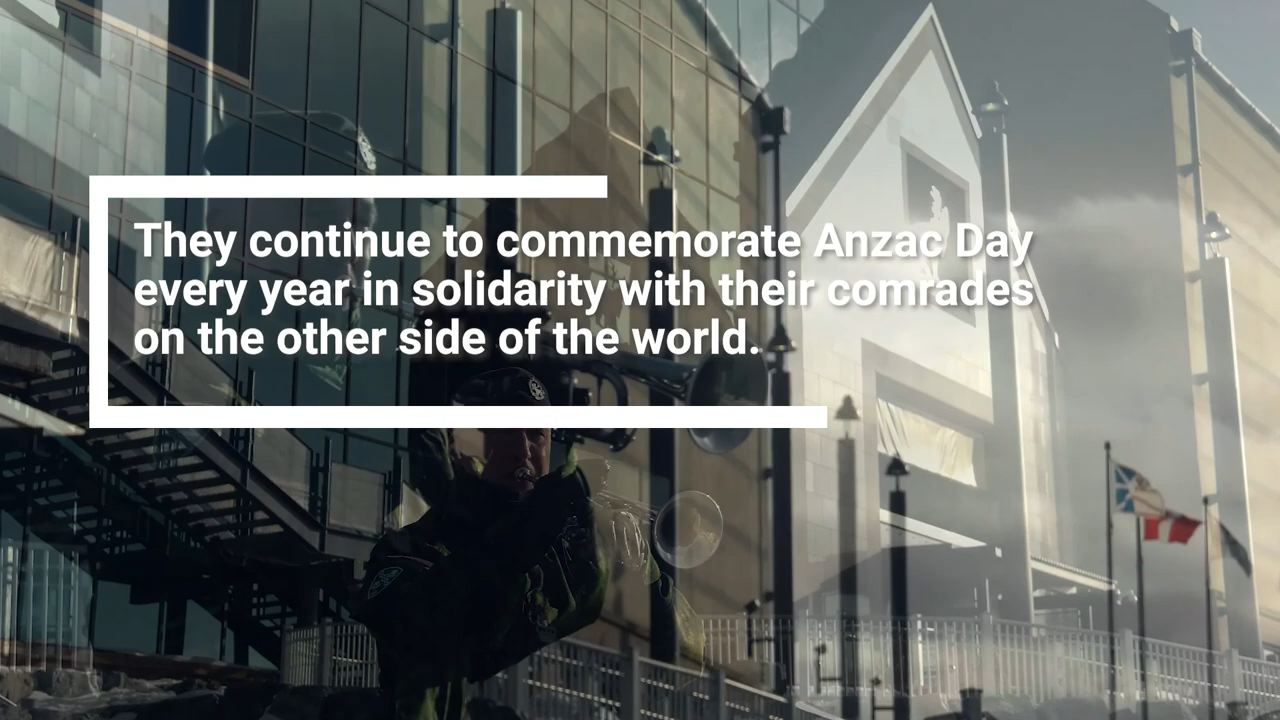 They continue to commemorate Anzac Day
every year in solidarity with their comrades
on the other side of the world.